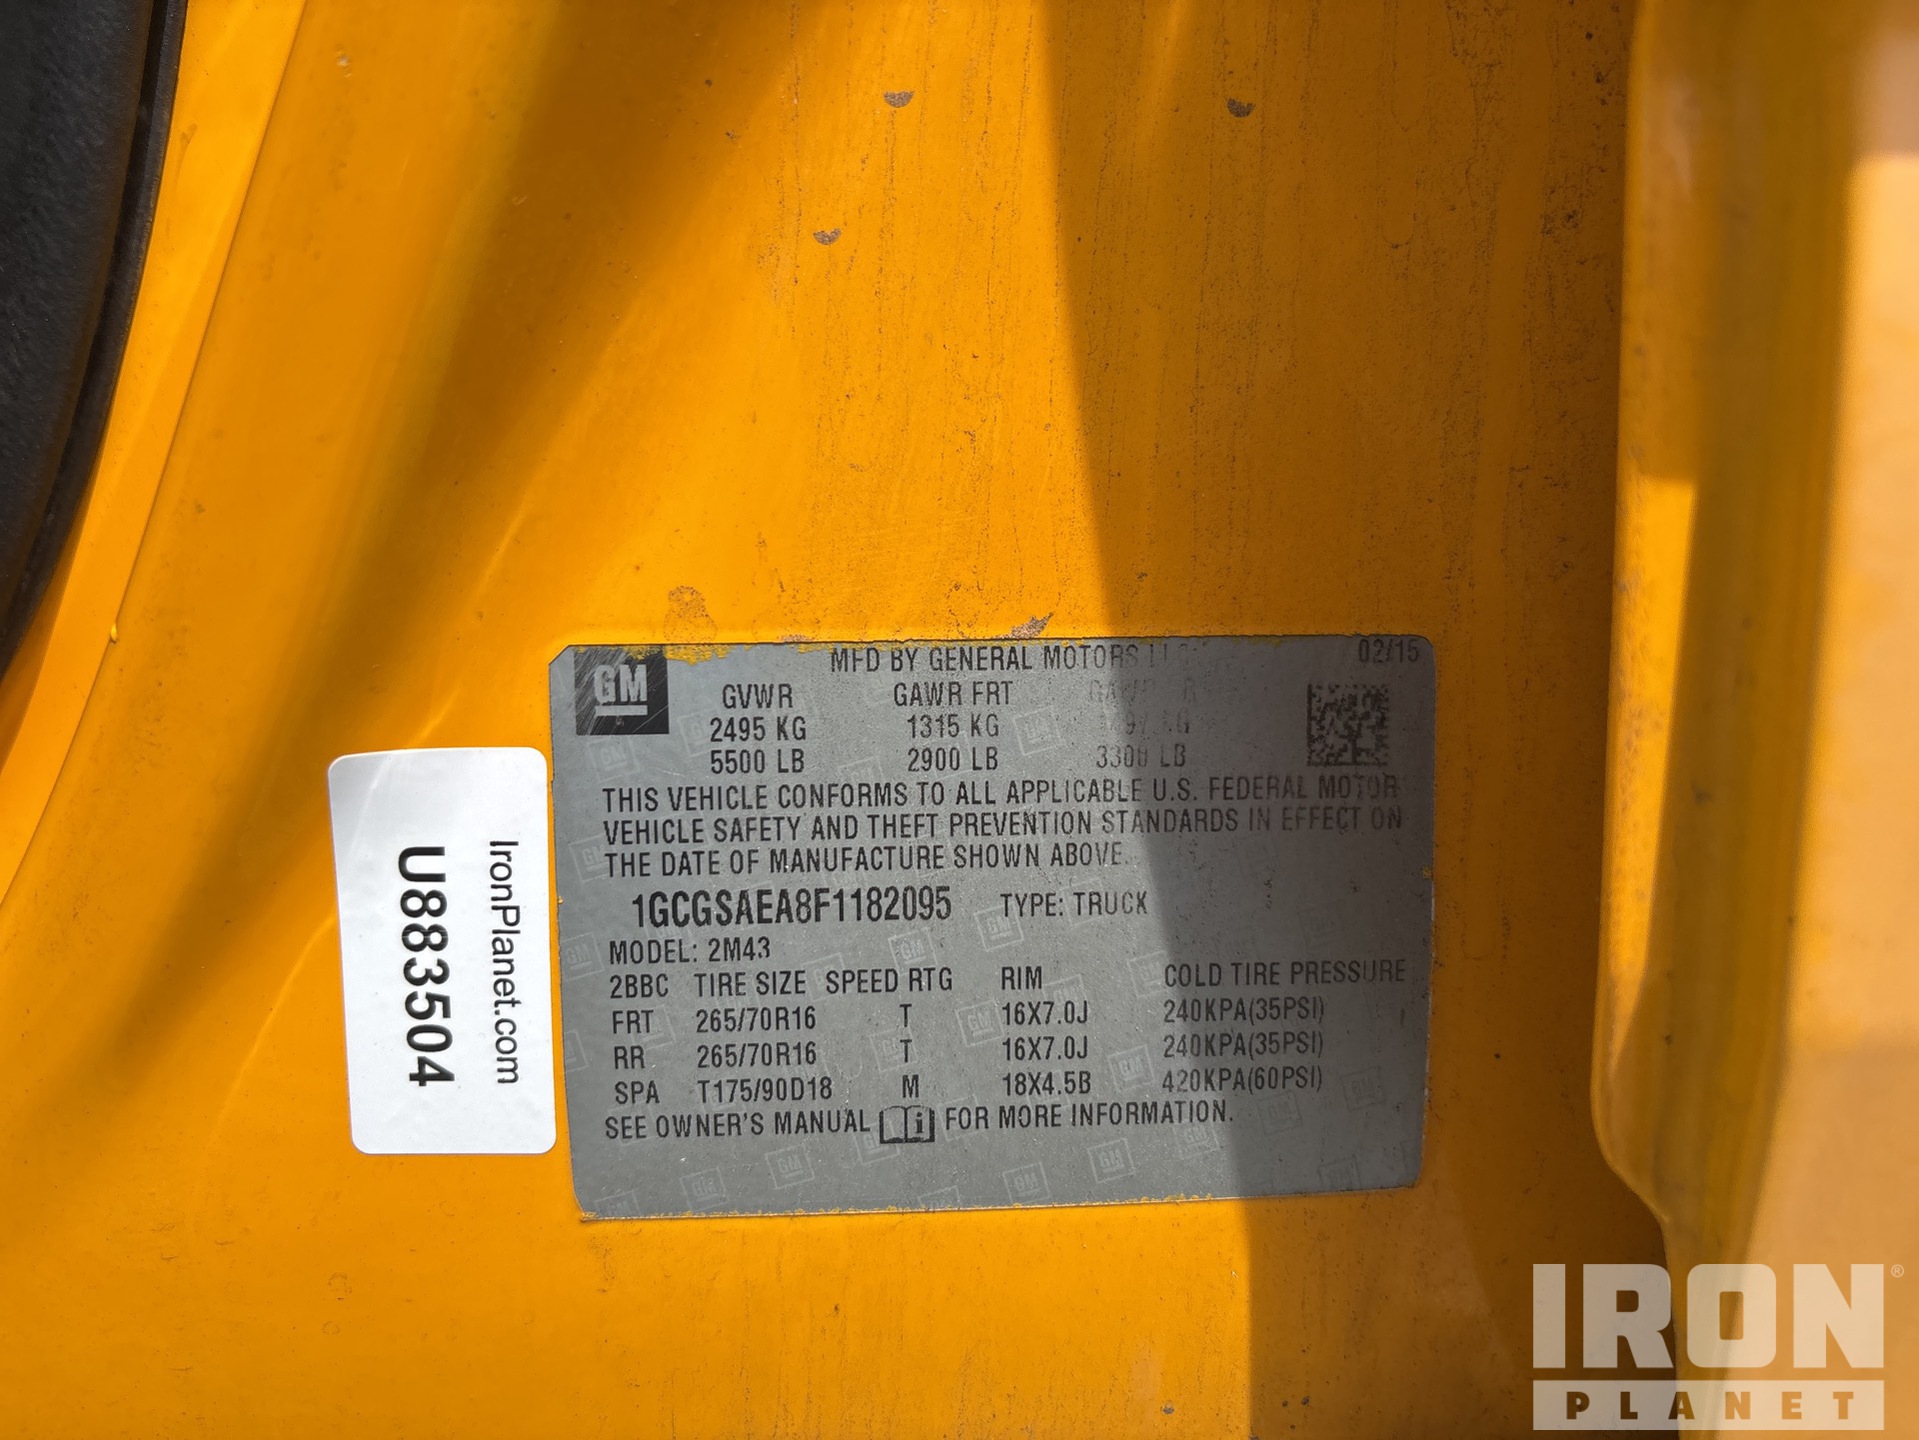 MFD BY GENERAL MOTORS 02/15
GM
GVWR GAWR FRT
2495 KG 1315 KG KG
5500 LB 2900 LB 3300 LB
THIS VEHICLE CONFORMS TO ALL APPLICABLE U.S. FEDERAL MOTOR
VEHICLE SAFETY AND THEFT PREVENTION STANDARDS IN EFFECT ON
THE DATE OF MANUFACTURE SHOWN ABOVE.
1GCGSAEA8F1182095 TYPE: TRUCK
MODEL: 2M43
2BBC TIRE SIZE SPEED RTG RIM COLD TIRE PRESSURE
FRT 265/70R16 T 16X7.0J 240KPA(35PSI)
RR 265/70R16 T 16X7.0J 240KPA(35PSI)
SPA T175/90D18 M 18X4.5B 420KPA(60PSI)
SEE OWNER'S MANUAL i FOR MORE INFORMATION.
IronPlanet.com
U883504
IRON®
PLANET